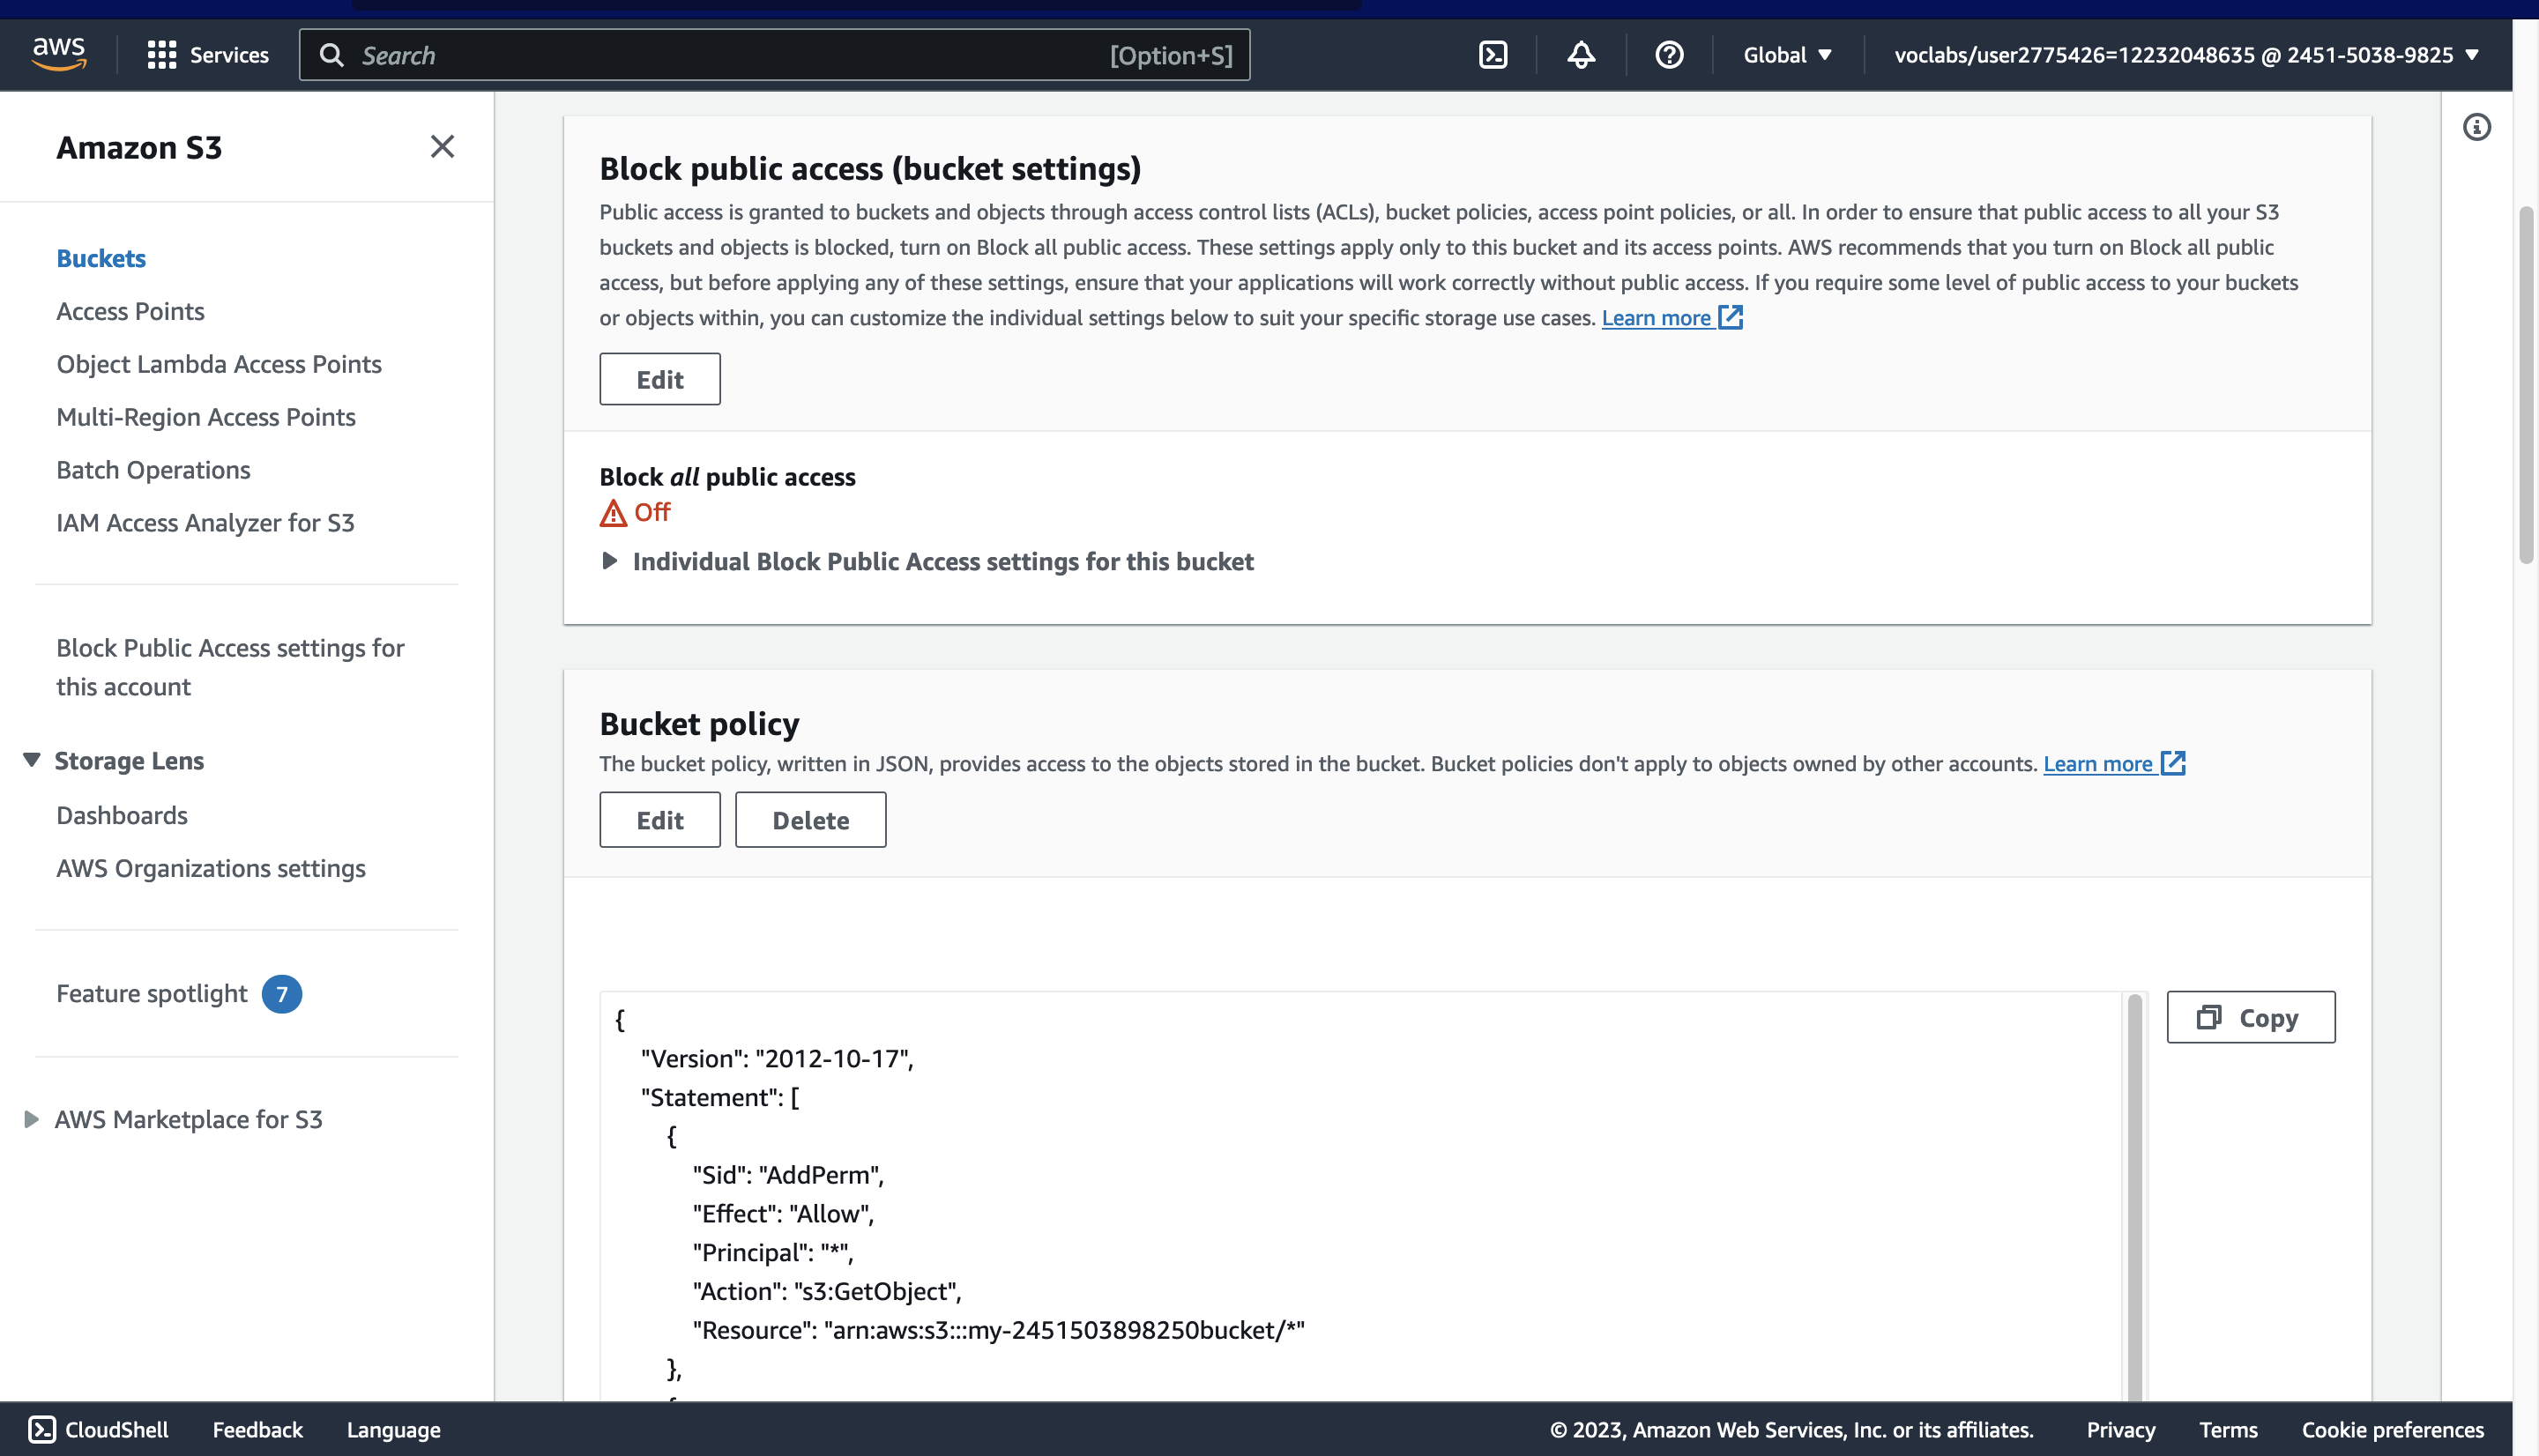 aws
Services
Search
[Option+S]
Global
voclabs/user2775426=12232048635 @ 2451-5038-9825
Amazon S3
Buckets
Access Points
Object Lambda Access Points
Multi-Region Access Points
Batch Operations
IAM Access Analyzer for S3
Block Public Access settings for
this account
Storage Lens
Dashboards
AWS Organizations settings
Feature spotlight 7
AWS Marketplace for S3
Block public access (bucket settings)
Public access is granted to buckets and objects through access control lists (ACLs), bucket policies, access point policies, or all. In order to ensure that public access to all your S3
buckets and objects is blocked, turn on Block all public access. These settings apply only to this bucket and its access points. AWS recommends that you turn on Block all public
access, but before applying any of these settings, ensure that your applications will work correctly without public access. If you require some level of public access to your buckets
or objects within, you can customize the individual settings below to suit your specific storage use cases. Learn more
Edit
Block all public access
Off
Individual Block Public Access settings for this bucket
Bucket policy
The bucket policy, written in JSON, provides access to the objects stored in the bucket. Bucket policies don't apply to objects owned by other accounts. Learn more
Edit
Delete
Copy
{
"Version": "2012-10-17",
"Statement": [
{
"Sid": "AddPerm",
"Effect": "Allow",
"Principal": "*",
"Action": "s3:GetObject",
"Resource": "arn:aws:s3:::my-2451503898250bucket/*"
},
CloudShell
Feedback
Language
© 2023, Amazon Web Services, Inc. or its affiliates.
Privacy
Terms
Cookie preferences